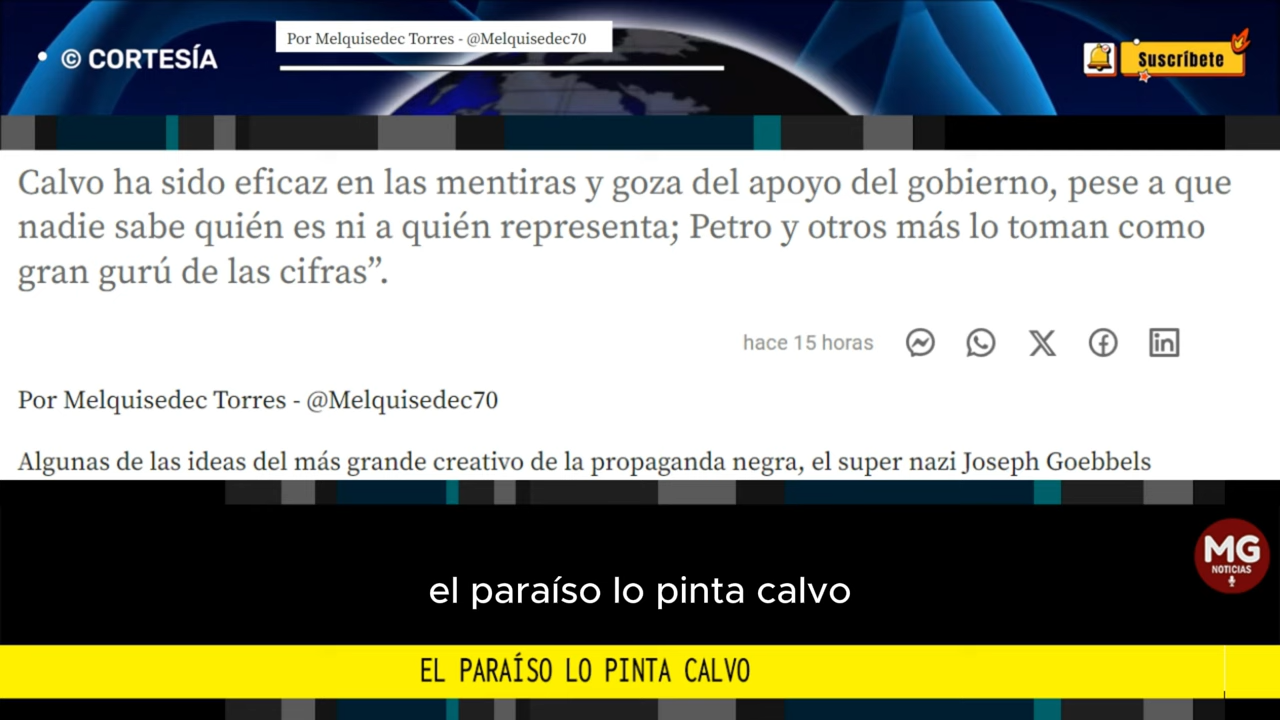 © CORTESÍA
Por Melquisedec Torres - @Melquisedec70
Suscríbete
Calvo ha sido eficaz en las mentiras y goza del apoyo del gobierno, pese a que
nadie sabe quién es ni a quién representa; Petro y otros más lo toman como
gran gurú de las cifras”.
hace 15 horas
Por Melquisedec Torres - @Melquisedec70
Algunas de las ideas del más grande creativo de la propaganda negra, el super nazi Joseph Goebbels
MG
NOTICIAS
el paraíso lo pinta calvo
EL PARAÍSO LO PINTA CALVO